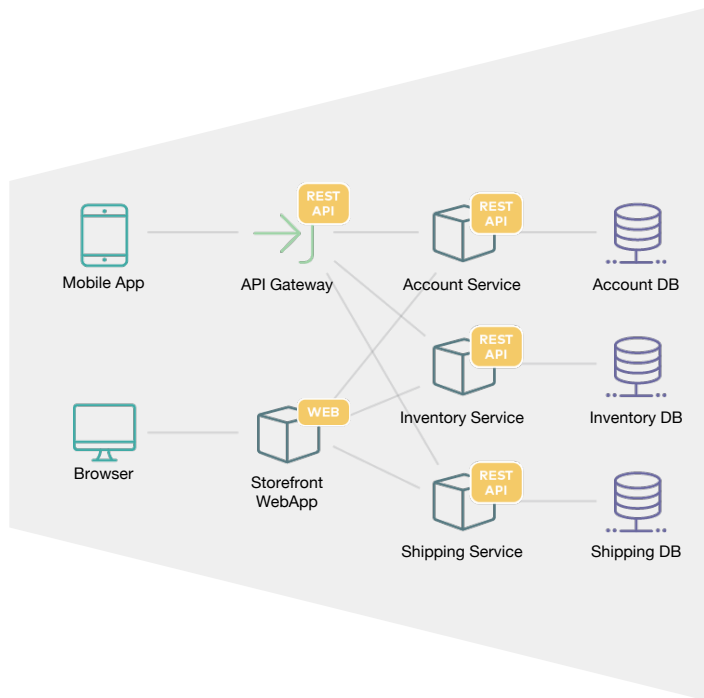 REST
API
REST
API
Mobile App
API Gateway
Account Service
Account DB
REST
API
WEB
Inventory Service
Inventory DB
Browser
Storefront
WebApp
REST
API
Shipping Service
Shipping DB